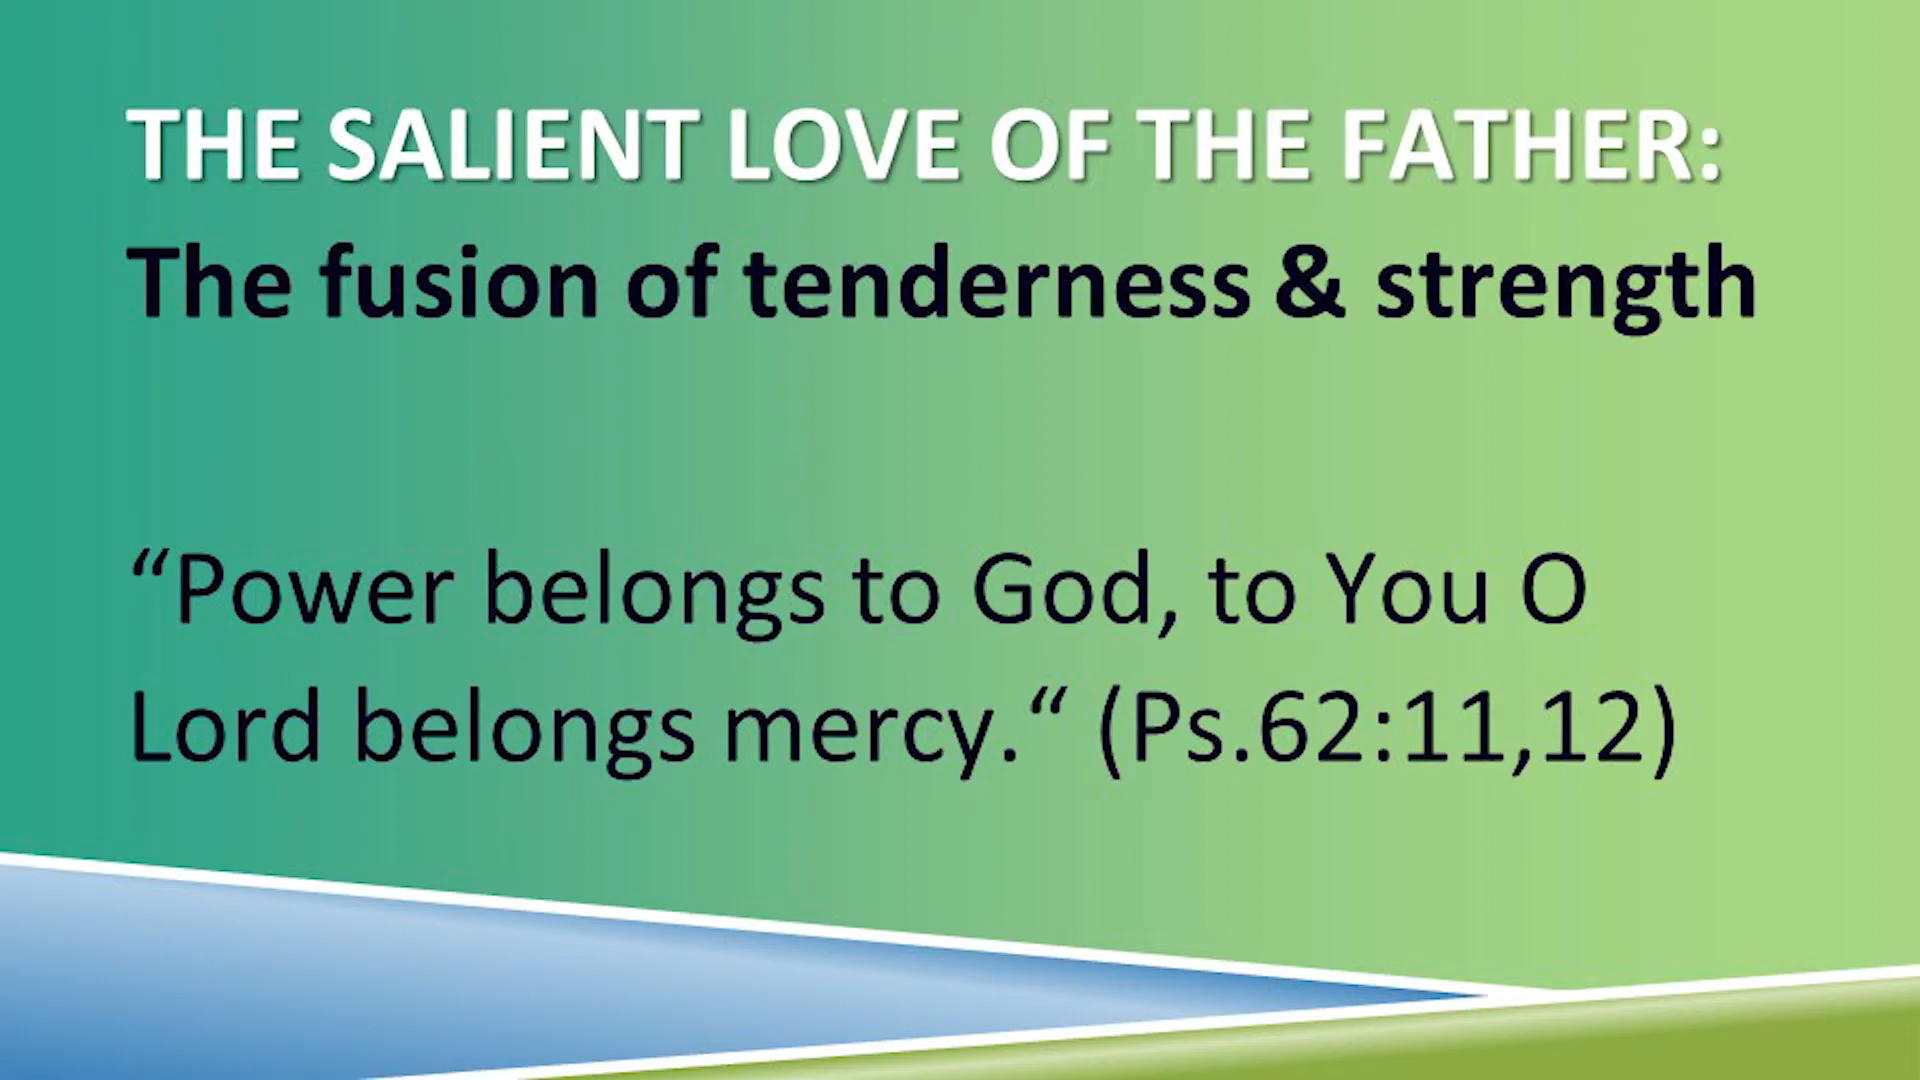 THE SALIENT LOVE OF THE FATHER:
The fusion of tenderness & strength
“Power belongs to God, to You O
Lord belongs mercy.“ (Ps.62:11,12)